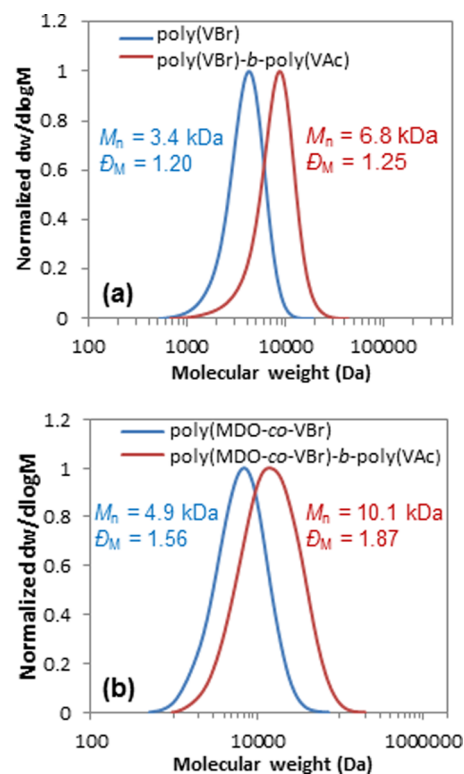 1.2
poly(VBr)
poly(VBr)-b-poly(VAc)
1
Mn = 3.4 kDa
ĐM = 1.20
Mn = 6.8 kDa
ĐM = 1.25
0.8
0.6
0.4
0.2
0
Normalized dw/dlogM
(a)
100 1000 10000 100000
Molecular weight (Da)
1.2
poly(MDO-co-VBr)
poly(MDO-co-VBr)-b-poly(VAc)
1
Mn = 4.9 kDa
ĐM = 1.56
Mn = 10.1 kDa
ĐM = 1.87
0.8
0.6
0.4
0.2
0
Normalized dw/dlogM
(b)
100 10000 1000000
Molecular weight (Da)